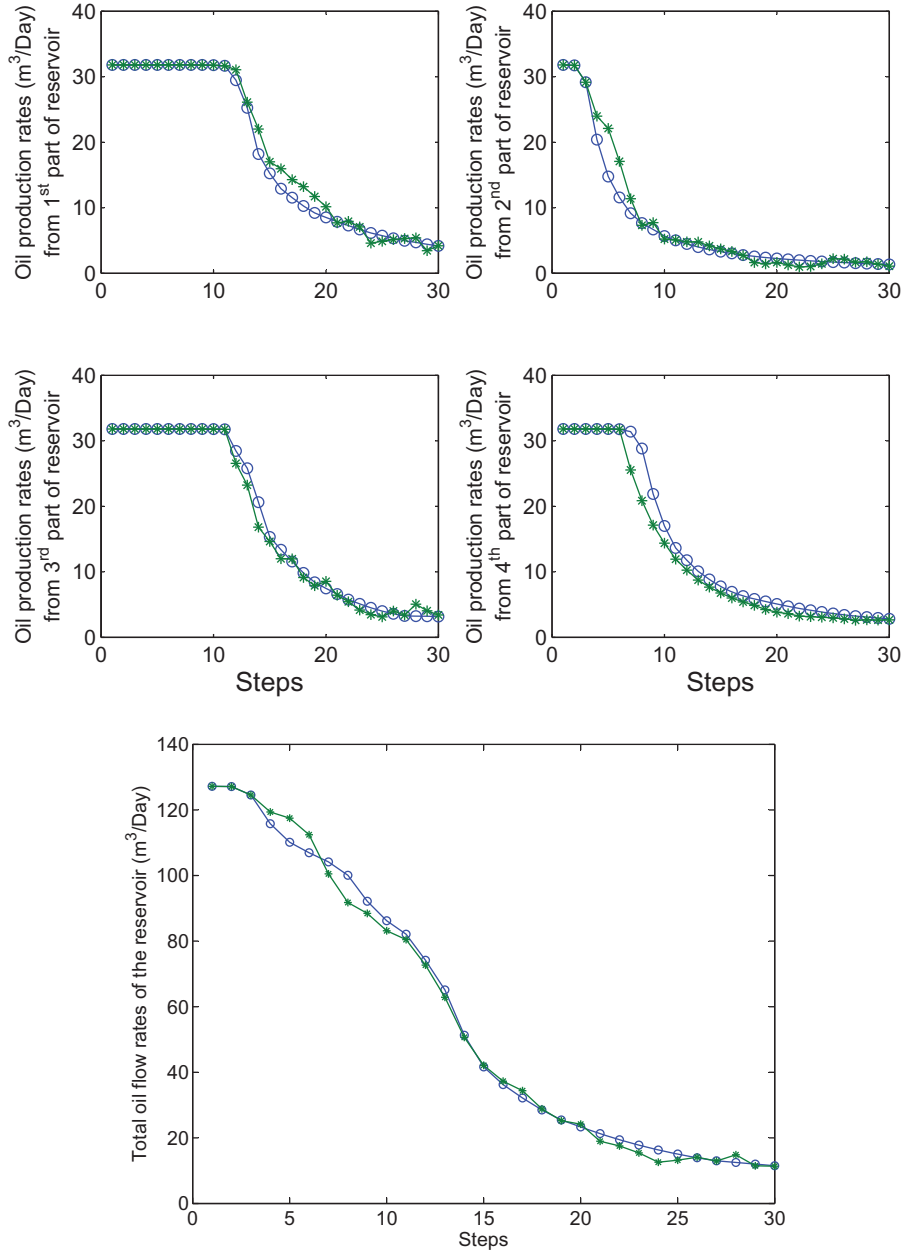 Oil production rates (m³/Day)
from 1ˢᵗ part of reservoir
40
30
20
10
0
0 10 20 30
Oil production rates (m³/Day)
from 2ⁿᵈ part of reservoir
40
30
20
10
0
0 10 20 30
Oil production rates (m³/Day)
from 3ʳᵈ part of reservoir
40
30
20
10
0
0 10 20 30
Steps
Oil production rates (m³/Day)
from 4ᵗʰ part of reservoir
40
30
20
10
0
0 10 20 30
Steps
Total oil flow rates of the reservoir (m³/Day)
140
120
100
80
60
40
20
0
0 5 10 15 20 25 30
Steps